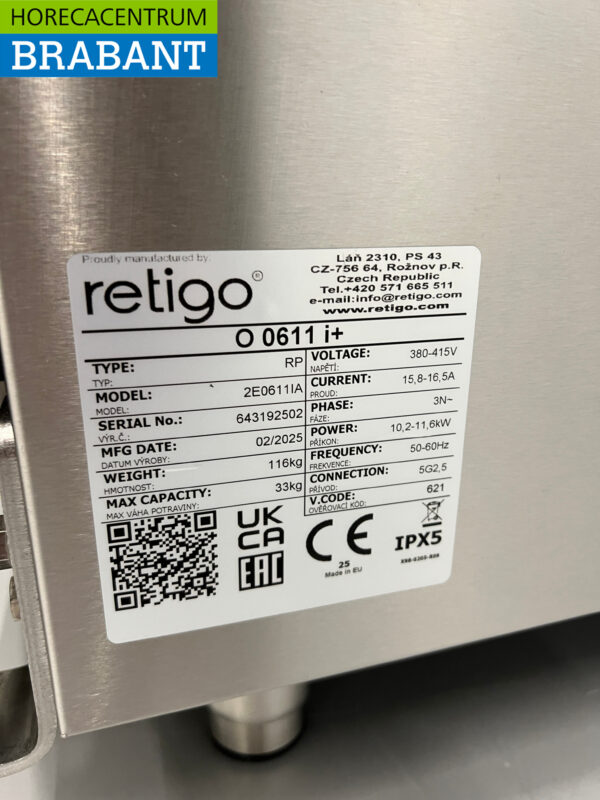 HORECACENTRUM
BRABANT
Proudly manufactured by:
retigo®
Láň 2310, PS 43
CZ-756 64, Rožnov p.R.
Czech Republic
Tel.+420 571 665 511
e-mail:info@retigo.com
www.retigo.com
O 0611 i+
TYPE: RP
TYP:
MODEL: 2E0611IA
MODEL:
SERIAL No.: 643192502
VÝR.Č.:
MFG DATE: 02/2025
DATUM VÝROBY:
WEIGHT: 116kg
HMOTNOST:
MAX CAPACITY: 33kg
MAX VÁHA POTRAVINY:
VOLTAGE: 380-415V
NAPĚTÍ:
CURRENT: 15,8-16,5A
PROUD:
PHASE: 3N~
FÁZE:
POWER: 10,2-11,6kW
PŘÍKON:
FREQUENCY: 50-60Hz
FREKVENCE:
CONNECTION: 5G2,5
PŘÍVOD:
V.CODE: 621
OVĚŘOVACÍ KÓD:
UK
CA
EAC
CE
25
Made in EU
IPX5